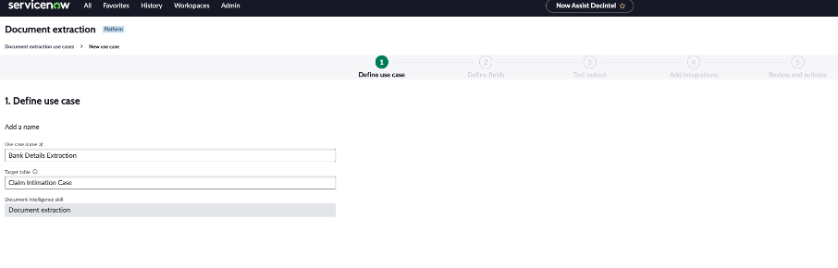 servicenow All Favorites History Workspaces Admin Now Assist Docintel
Document extraction Platform
Document extraction use cases > New use case
1 2 3 4 5
Define use case Define fields Test output Add integrations Review and activate
1. Define use case
Add a name
Use case name
Bank Details Extraction
Target table
Claim Intimation Case
Document intelligence skill
Document extraction